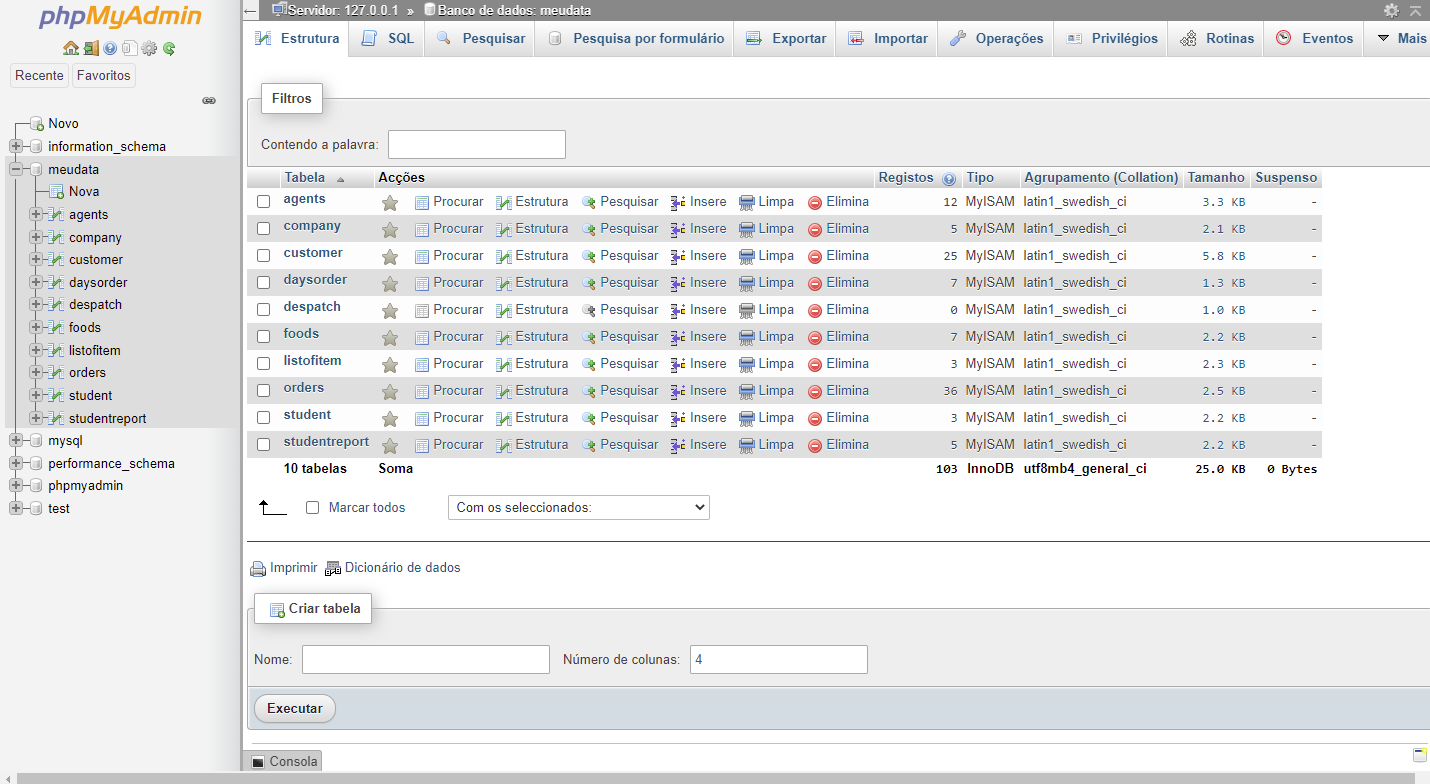 phpMyAdmin
Recente Favoritos
Novo
information_schema
meudata
Nova
agents
company
customer
daysorder
despatch
foods
listofitem
orders
student
studentreport
mysql
performance_schema
phpmyadmin
test
Servidor: 127.0.0.1 » Banco de dados: meudata
Estrutura SQL Pesquisar Pesquisa por formulário Exportar Importar Operações Privilégios Rotinas Eventos Mais
Filtros
Contendo a palavra:
Tabela Acções Registos Tipo Agrupamento (Collation) Tamanho Suspenso
agents Procurar Estrutura Pesquisar Insere Limpa Elimina 12 MyISAM latin1_swedish_ci 3.3 KB -
company Procurar Estrutura Pesquisar Insere Limpa Elimina 5 MyISAM latin1_swedish_ci 2.1 KB -
customer Procurar Estrutura Pesquisar Insere Limpa Elimina 25 MyISAM latin1_swedish_ci 5.8 KB -
daysorder Procurar Estrutura Pesquisar Insere Limpa Elimina 7 MyISAM latin1_swedish_ci 1.3 KB -
despatch Procurar Estrutura Pesquisar Insere Limpa Elimina 0 MyISAM latin1_swedish_ci 1.0 KB -
foods Procurar Estrutura Pesquisar Insere Limpa Elimina 7 MyISAM latin1_swedish_ci 2.2 KB -
listofitem Procurar Estrutura Pesquisar Insere Limpa Elimina 3 MyISAM latin1_swedish_ci 2.3 KB -
orders Procurar Estrutura Pesquisar Insere Limpa Elimina 36 MyISAM latin1_swedish_ci 2.5 KB -
student Procurar Estrutura Pesquisar Insere Limpa Elimina 3 MyISAM latin1_swedish_ci 2.2 KB -
studentreport Procurar Estrutura Pesquisar Insere Limpa Elimina 5 MyISAM latin1_swedish_ci 2.2 KB -
10 tabelas Soma 103 InnoDB utf8mb4_general_ci 25.0 KB 0 Bytes
Marcar todos Com os seleccionados:
Imprimir Dicionário de dados
Criar tabela
Nome: Número de colunas: 4
Executar
Consola